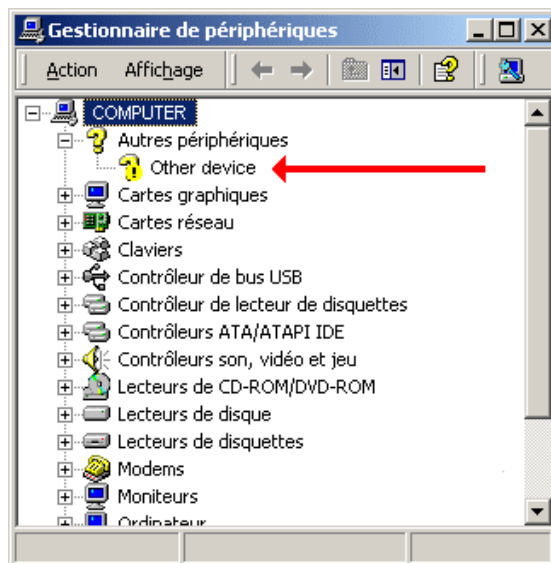 Gestionnaire de périphériques
Action Affichage
COMPUTER
Autres périphériques
Other device
Cartes graphiques
Cartes réseau
Claviers
Contrôleur de bus USB
Contrôleur de lecteur de disquettes
Contrôleurs ATA/ATAPI IDE
Contrôleurs son, vidéo et jeu
Lecteurs de CD-ROM/DVD-ROM
Lecteurs de disque
Lecteurs de disquettes
Modems
Moniteurs
Ordinateur